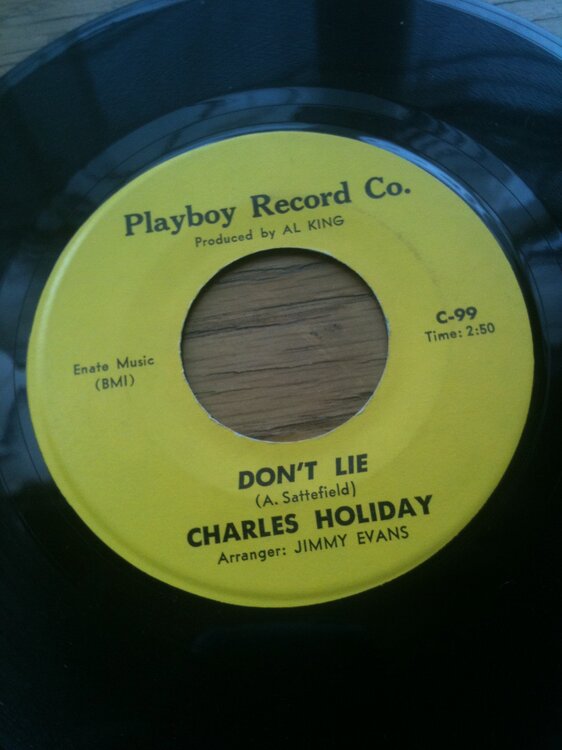 Playboy Record Co.
Produced by AL KING
C-99
Time: 2:50
Enate Music
(BMI)
DON'T LIE
(A. Sattefield)
CHARLES HOLIDAY
Arranger: JIMMY EVANS